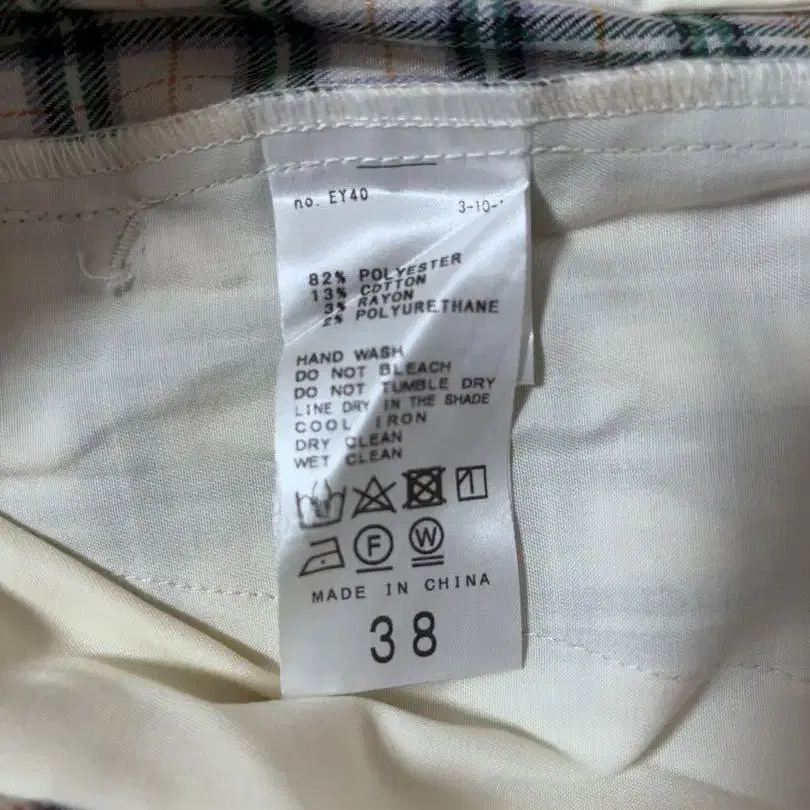 no. EY40 3-10-
82% POLYESTER
13% COTTON
3% RAYON
2% POLYURETHANE
HAND WASH
DO NOT BLEACH
DO NOT TUMBLE DRY
LINE DRY IN THE SHADE
COOL IRON
DRY CLEAN
WET CLEAN
F W
MADE IN CHINA
38